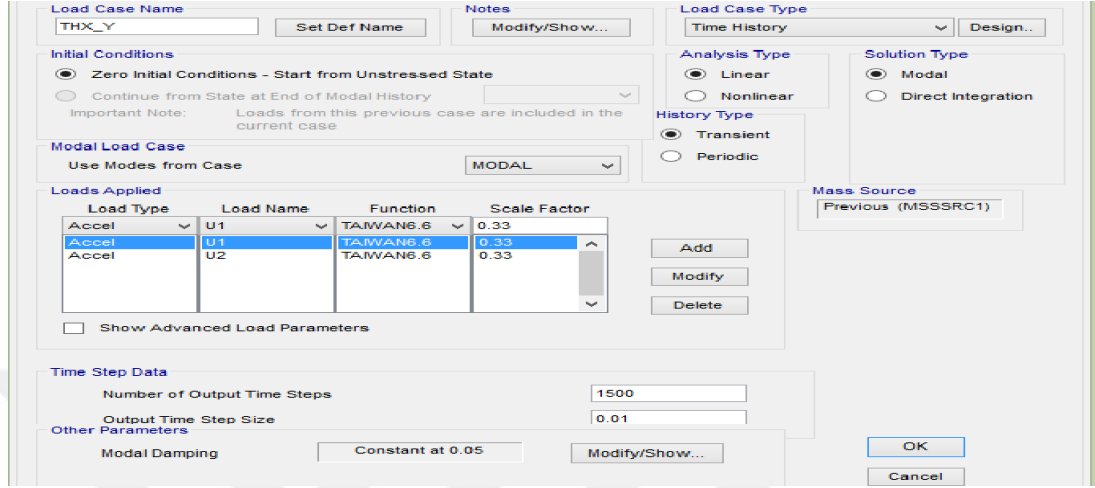 Load Case Name Notes Load Case Type
THX_Y Set Def Name Modify/Show... Time History Design..
Initial Conditions Analysis Type Solution Type
Zero Initial Conditions - Start from Unstressed State Linear Modal
Continue from State at End of Modal History Nonlinear Direct Integration
Important Note: Loads from this previous case are included in the current case
History Type
Transient
Periodic
Modal Load Case
Use Modes from Case MODAL
Loads Applied Mass Source
Load Type Load Name Function Scale Factor Previous (MSSSRC1)
Accel U1 TAIWAN6.6 0.33
Accel U1 TAIWAN6.6 0.33 Add
Accel U2 TAIWAN6.6 0.33
Modify
Delete
Show Advanced Load Parameters
Time Step Data
Number of Output Time Steps 1500
Output Time Step Size 0.01
Other Parameters
Modal Damping Constant at 0.05 Modify/Show... OK
Cancel